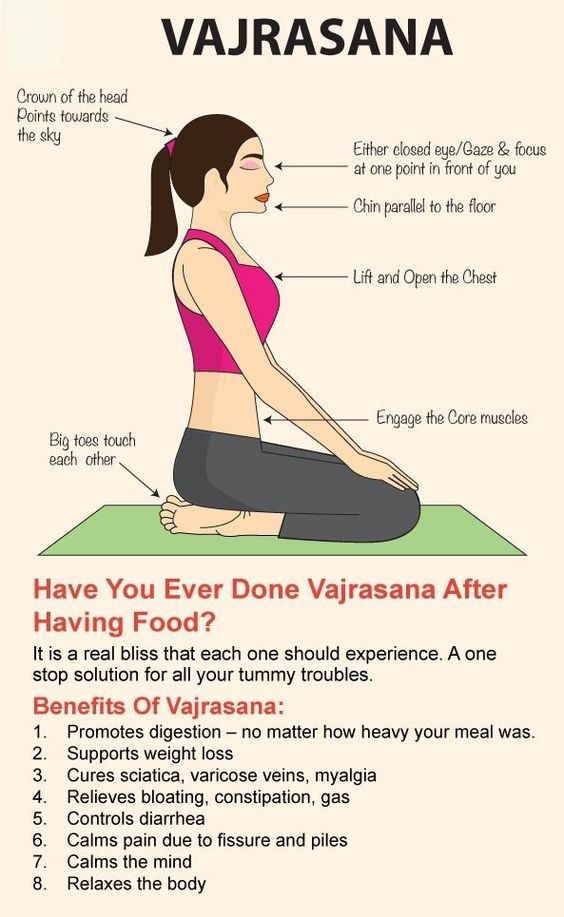 VAJRASANA
Crown of the head
Points towards
the sky
Either closed eye/Gaze & focus
at one point in front of you
Chin parallel to the floor
Lift and Open the Chest
Engage the Core muscles
Big toes touch
each other
Have You Ever Done Vajrasana After
Having Food?
It is a real bliss that each one should experience. A one
stop solution for all your tummy troubles.
Benefits Of Vajrasana:
1. Promotes digestion – no matter how heavy your meal was.
2. Supports weight loss
3. Cures sciatica, varicose veins, myalgia
4. Relieves bloating, constipation, gas
5. Controls diarrhea
6. Calms pain due to fissure and piles
7. Calms the mind
8. Relaxes the body